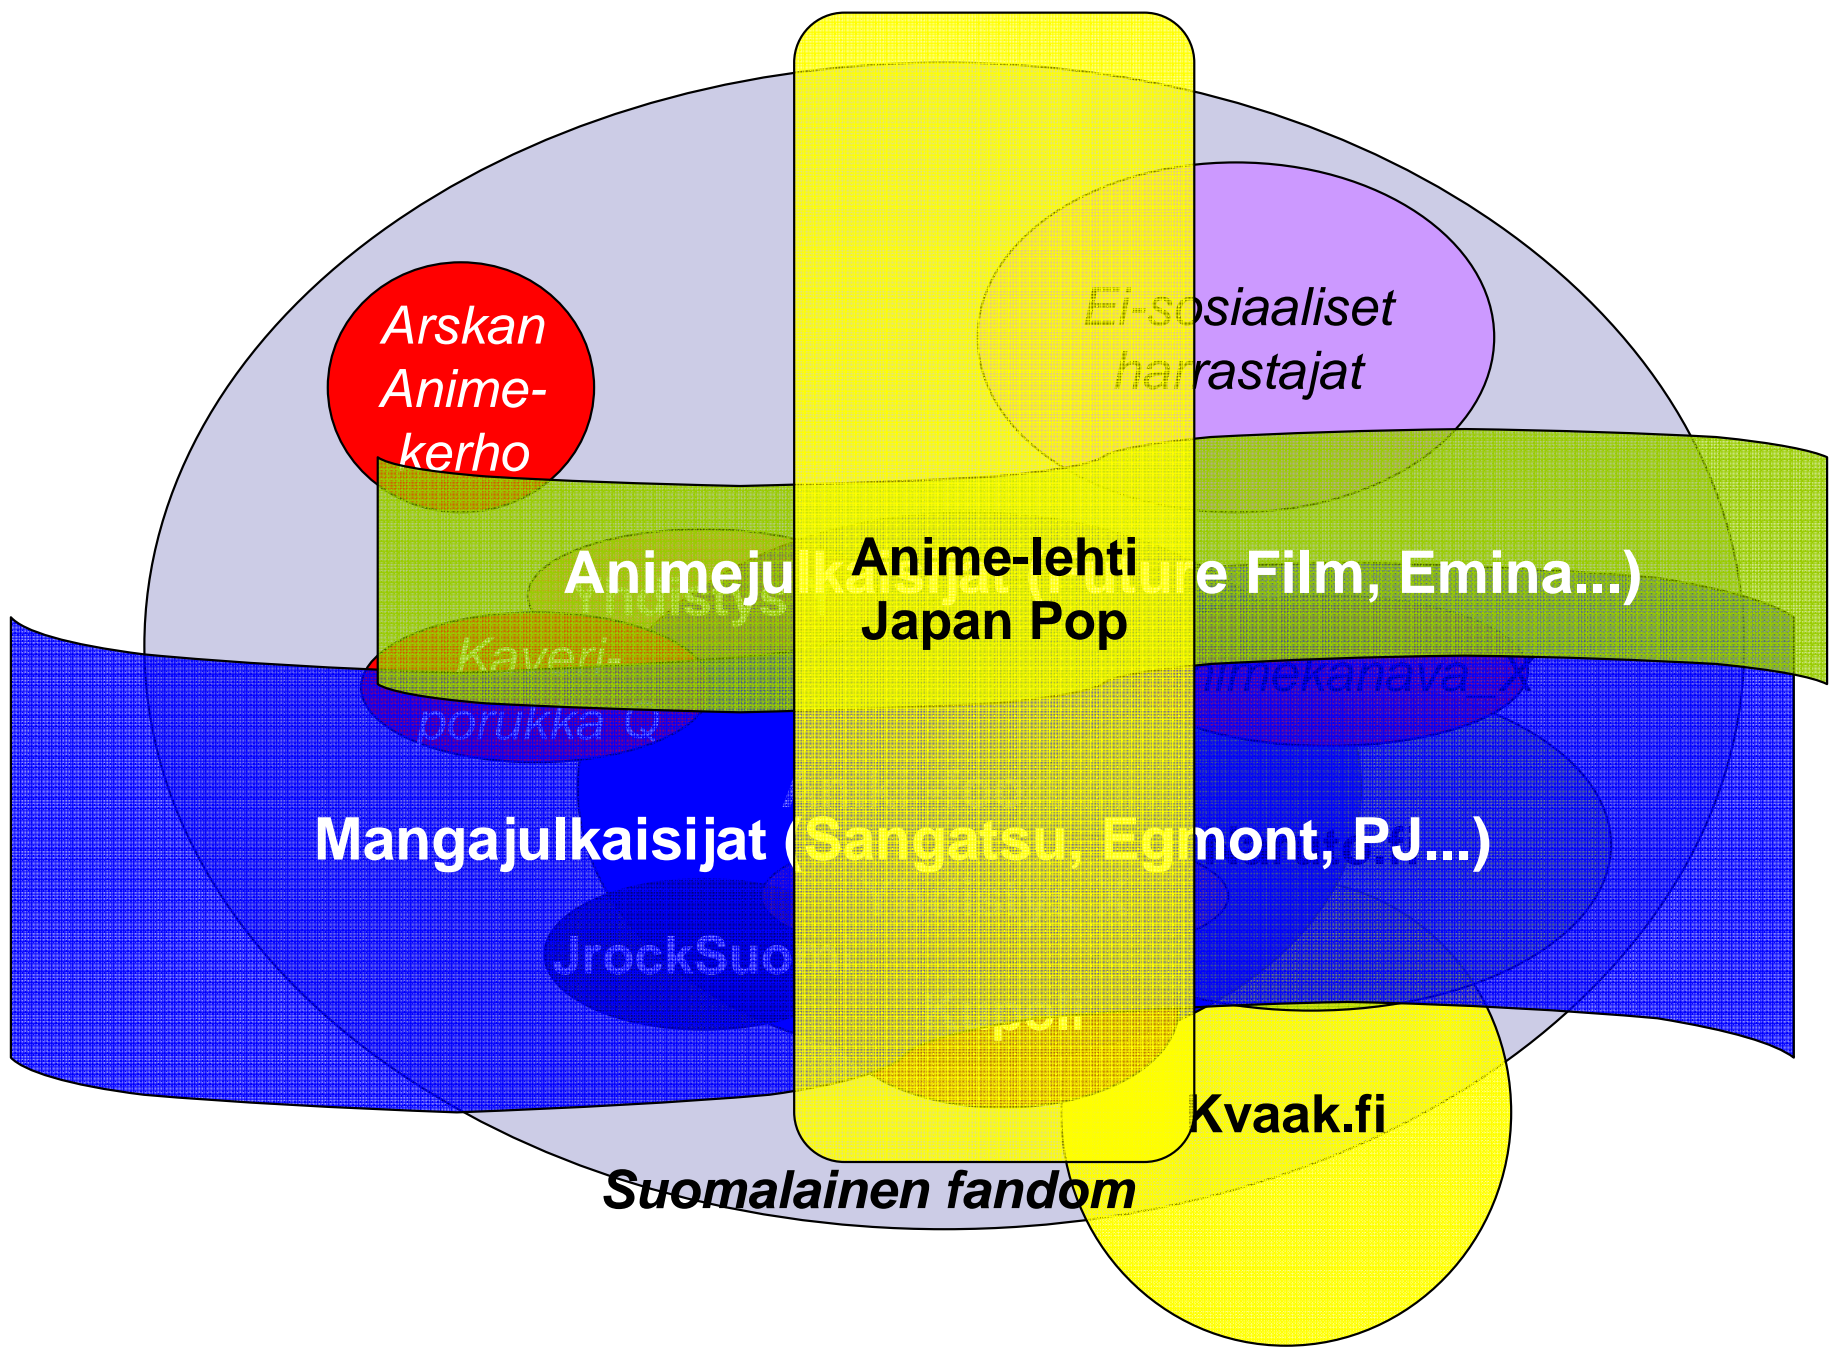 Arskan
Anime-
kerho
Ei-sosiaaliset
harrastajat
Anime-lehti
Japan Pop
Animejulkaisijat (Future Film, Emina...)
Yhdistys
Kaveri-
porukka Q
Mangajulkaisijat (Sangatsu, Egmont, PJ...)
Kvaak.fi
Suomalainen fandom